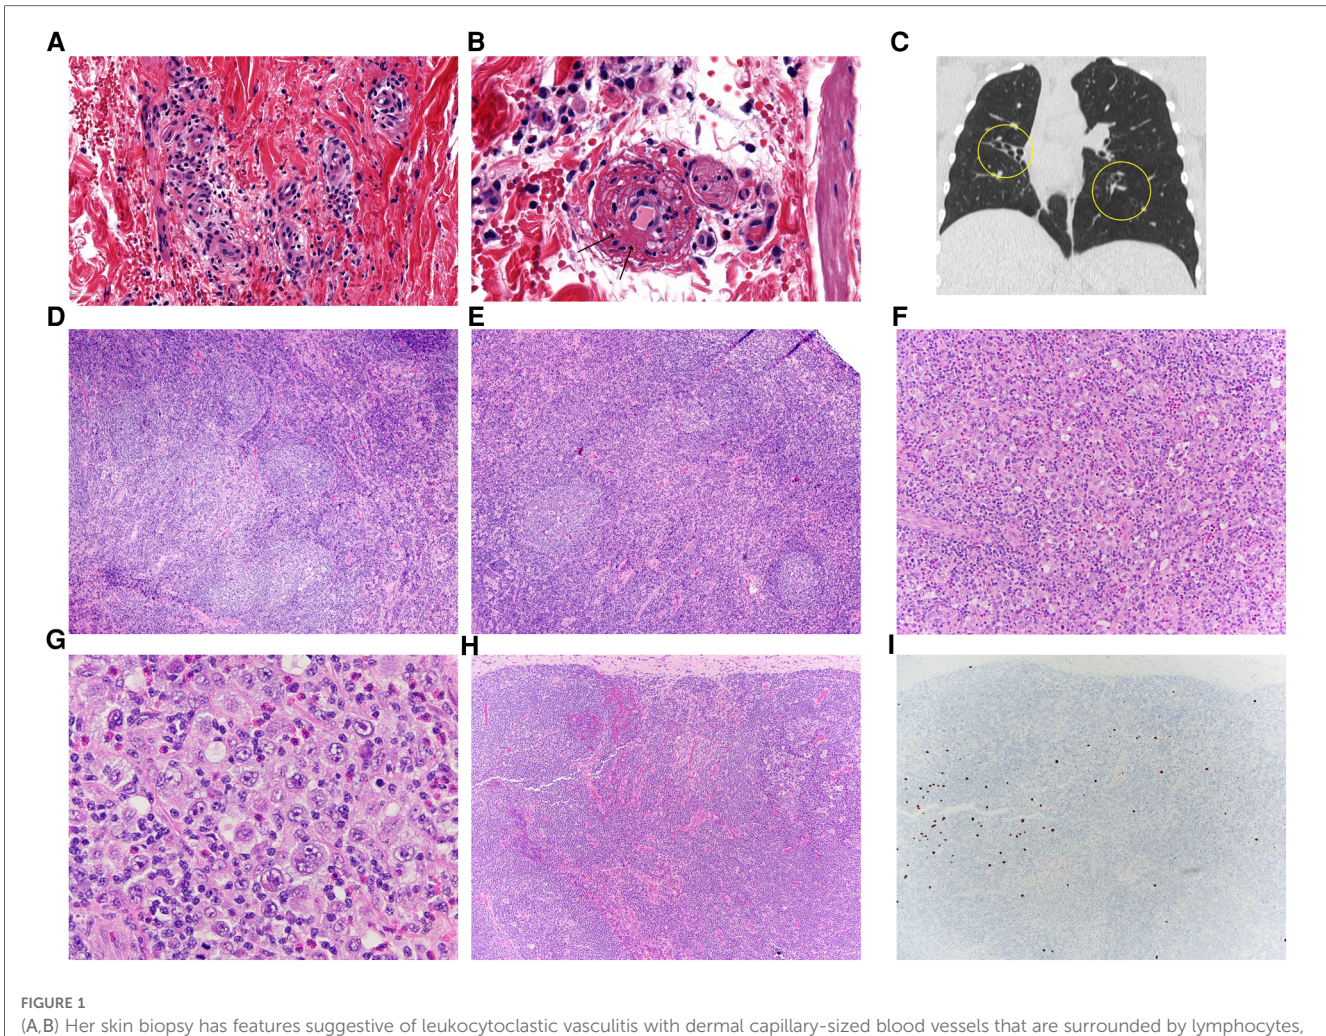 A
B
C
D
E
F
G
H
I
FIGURE 1
(A,B) Her skin biopsy has features suggestive of leukocytoclastic vasculitis with dermal capillary-sized blood vessels that are surrounded by lymphocytes,